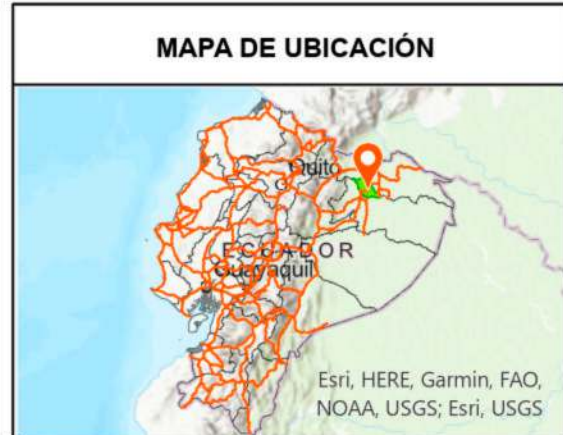 MAPA DE UBICACIÓN
Quito
ECUADOR
Guayaquil
Esri, HERE, Garmin, FAO,
NOAA, USGS; Esri, USGS